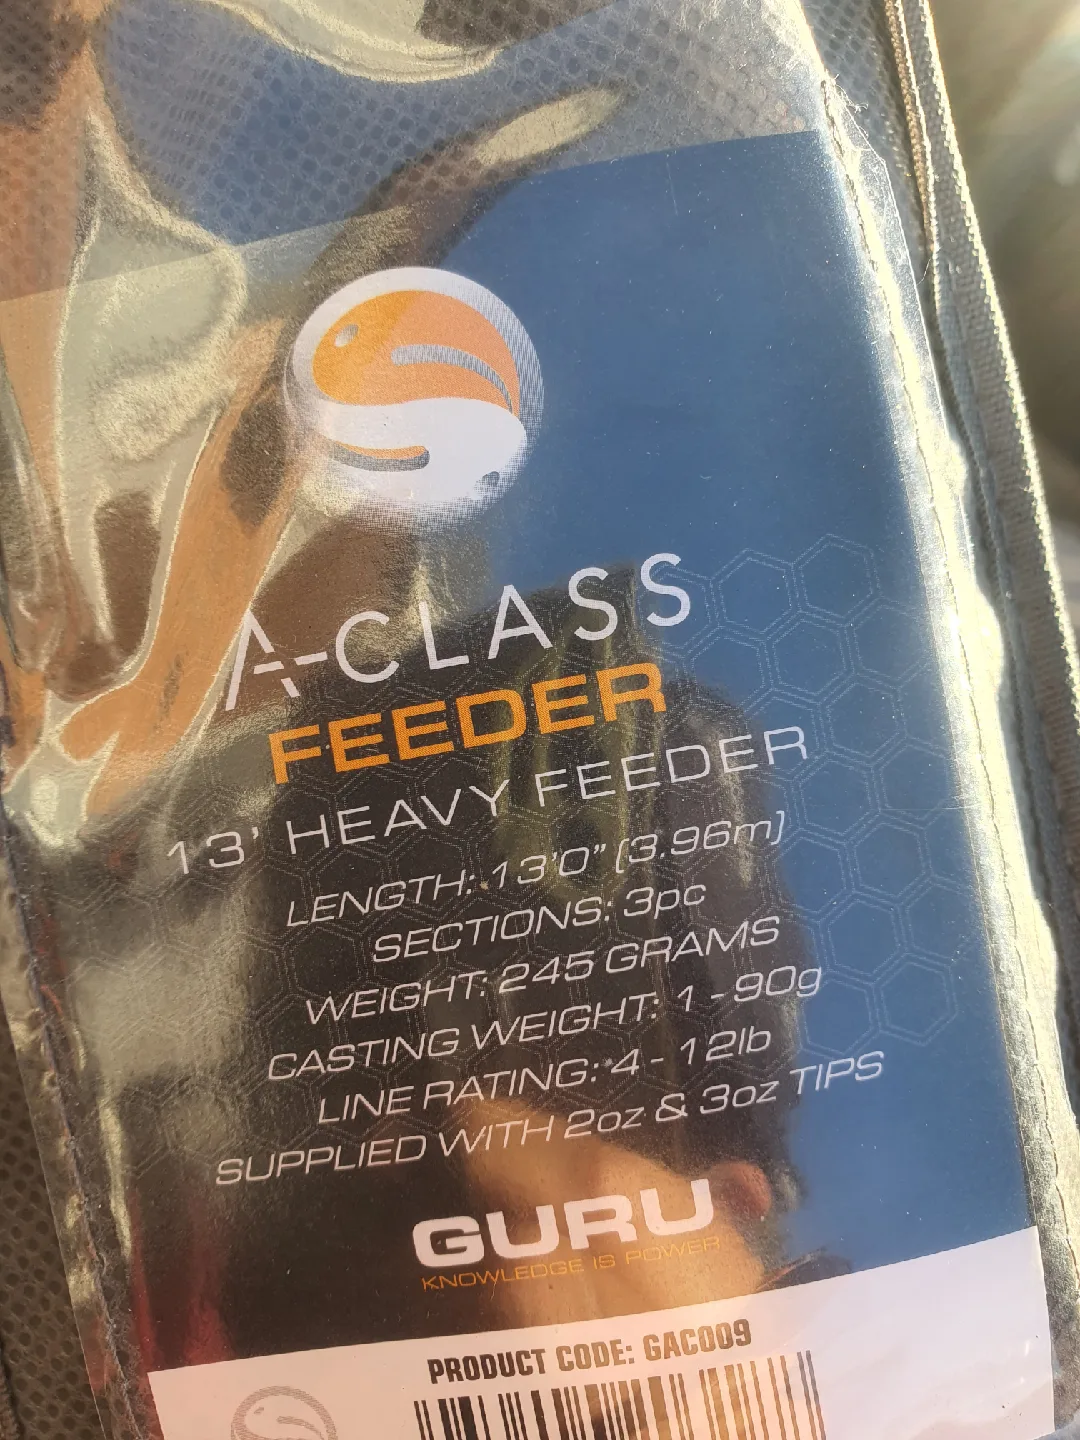 A-CLASS
FEEDER
13' HEAVY FEEDER
LENGTH: 13'0" (3.96m)
SECTIONS: 3pc
WEIGHT: 245 GRAMS
CASTING WEIGHT: 1 - 90g
LINE RATING: 4 - 12lb
SUPPLIED WITH 2oz & 3oz TIPS
GURU
KNOWLEDGE IS POWER
PRODUCT CODE: GAC009